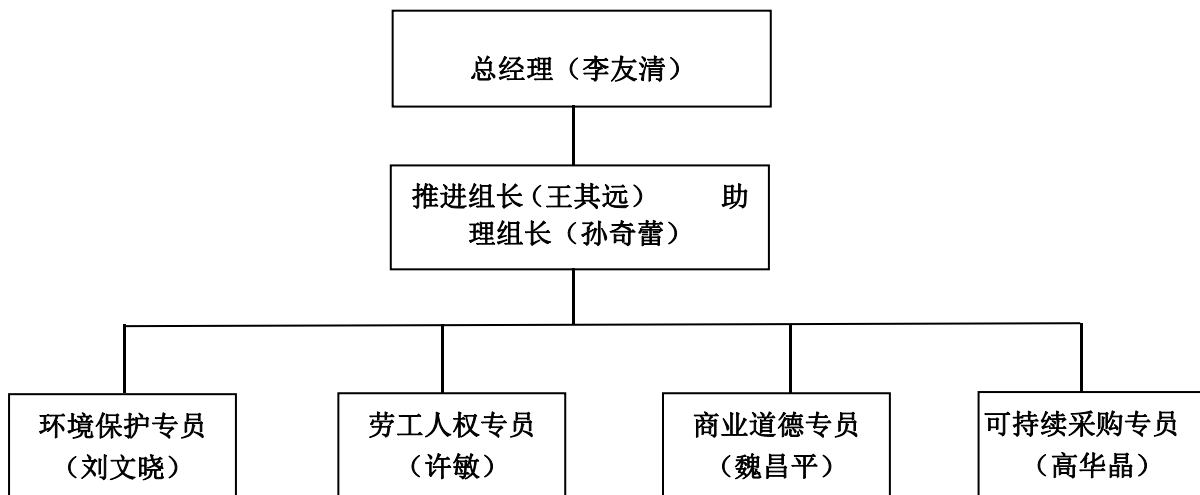 总经理（李友清）
推进组长（王其远） 助
理组长（孙奇蕾）
环境保护专员
（刘文晓）
劳工人权专员
（许敏）
商业道德专员
（魏昌平）
可持续采购专员
（高华晶）